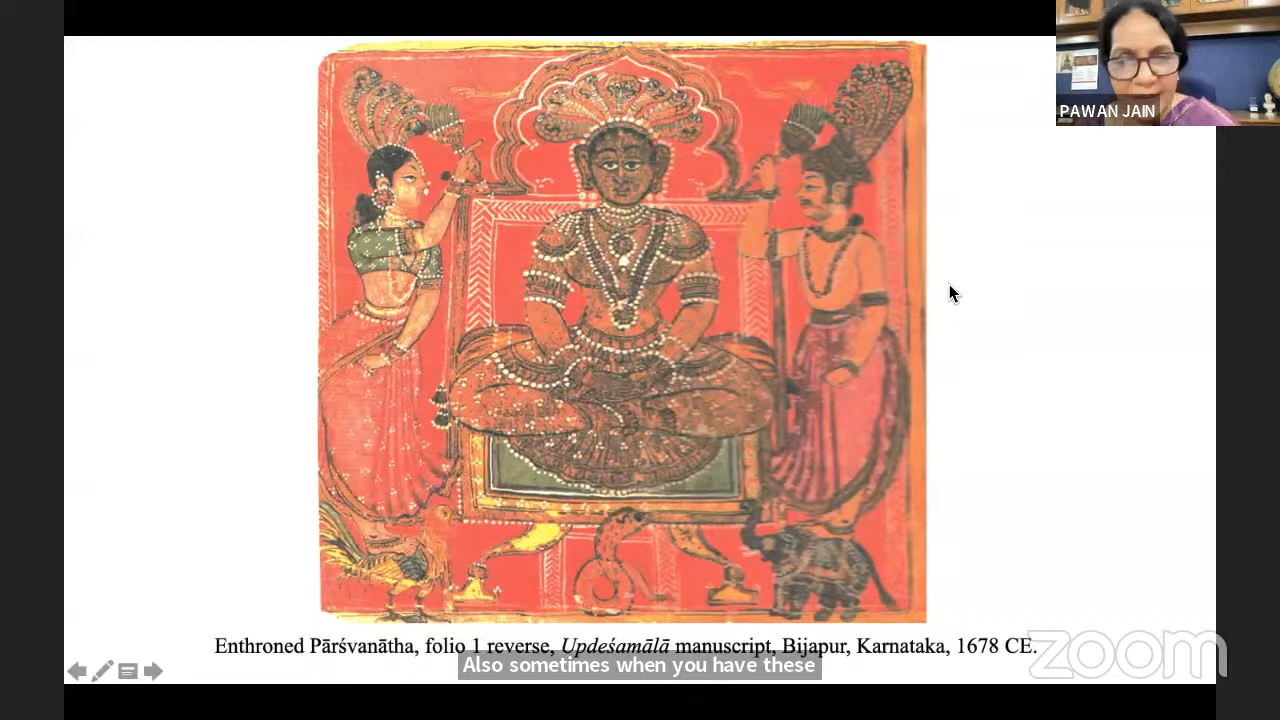 PAWAN JAIN
Enthroned Pārśvanātha, folio 1 reverse, Updeśamālā manuscript, Bijapur, Karnataka, 1678 CE.
Also sometimes when you have these
zoom